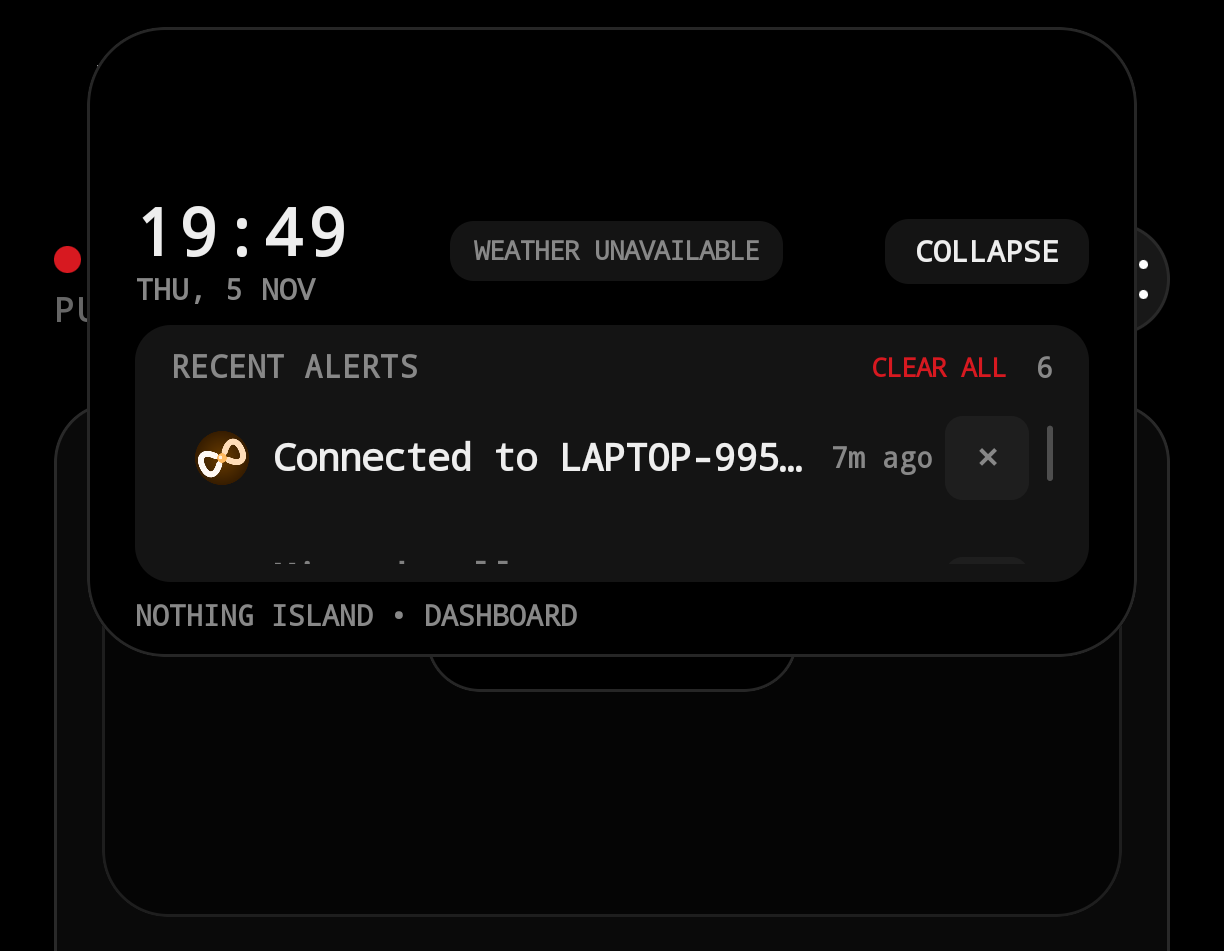 19:49
WEATHER UNAVAILABLE
COLLAPSE
THU, 5 NOV
RECENT ALERTS
CLEAR ALL 6
Connected to LAPTOP-995… 7m ago ×
NOTHING ISLAND • DASHBOARD